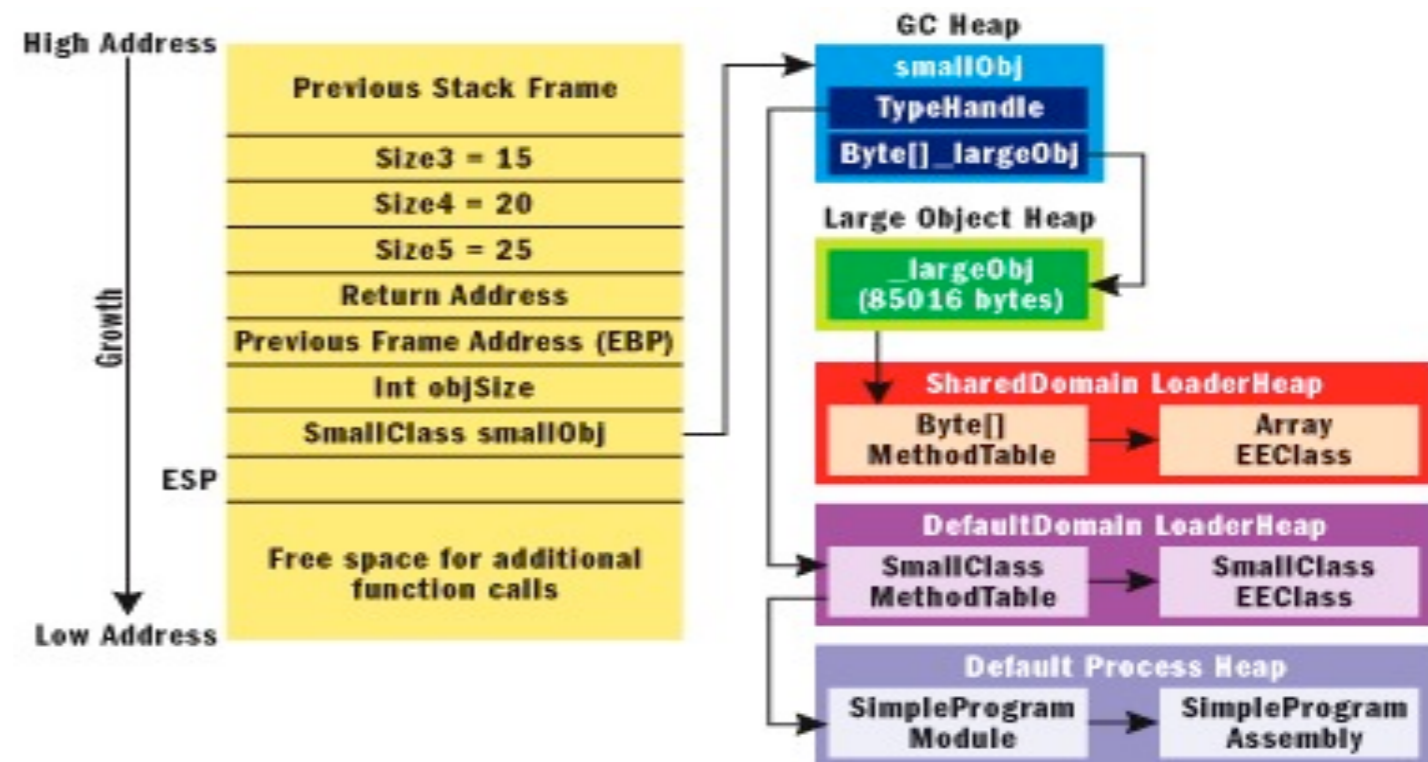 High Address
Growth
Low Address
ESP
Previous Stack Frame
Size3 = 15
Size4 = 20
Size5 = 25
Return Address
Previous Frame Address (EBP)
Int objSize
SmallClass smallObj
Free space for additional
function calls
GC Heap
smallObj
TypeHandle
Byte[]_largeObj
Large Object Heap
_largeObj
(85016 bytes)
SharedDomain LoaderHeap
Byte[]
MethodTable
Array
EEClass
DefaultDomain LoaderHeap
SmallClass
MethodTable
SmallClass
EEClass
Default Process Heap
SimpleProgram
Module
SimpleProgram
Assembly